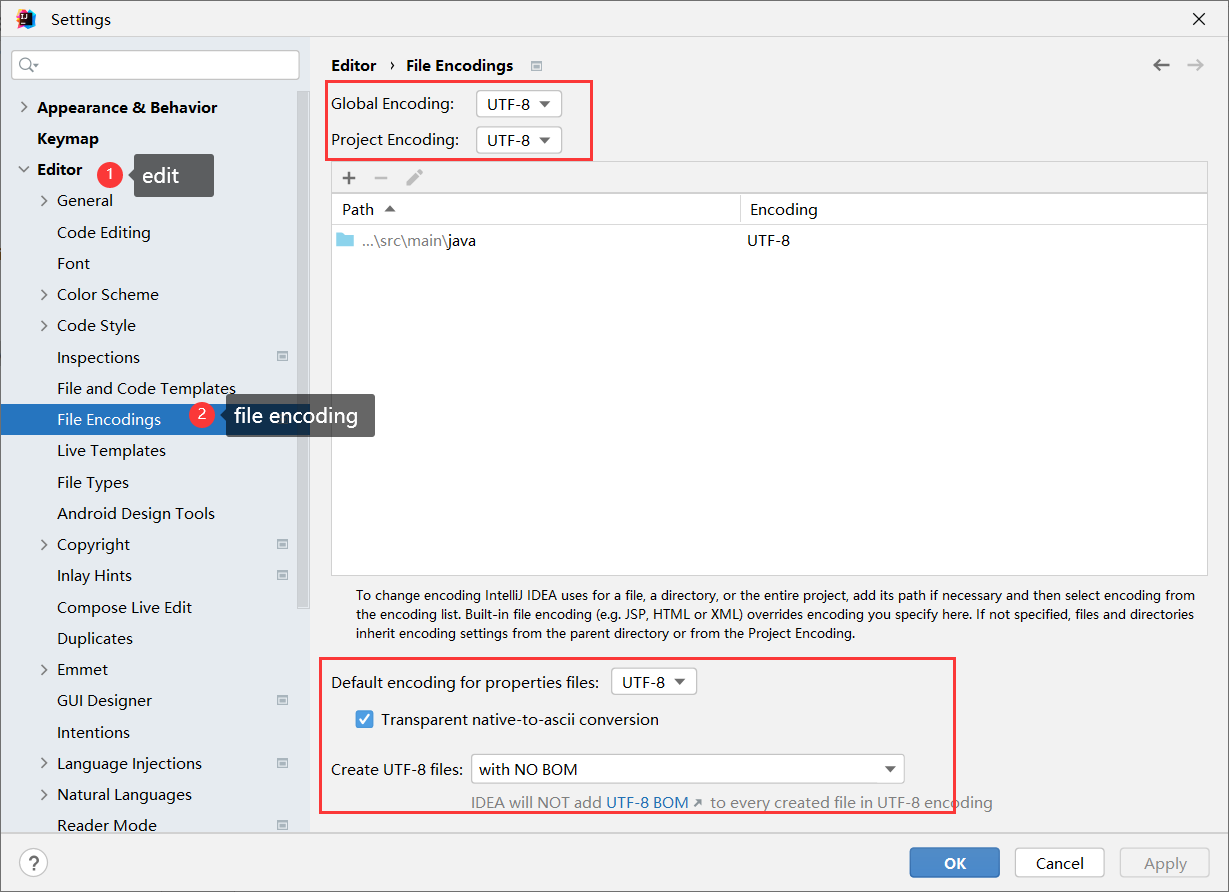 Settings
Appearance & Behavior
Keymap
Editor
1
edit
General
Code Editing
Font
Color Scheme
Code Style
Inspections
File and Code Templates
File Encodings
2
file encoding
Live Templates
File Types
Android Design Tools
Copyright
Inlay Hints
Compose Live Edit
Duplicates
Emmet
GUI Designer
Intentions
Language Injections
Natural Languages
Reader Mode
Editor › File Encodings
Global Encoding: UTF-8
Project Encoding: UTF-8
Path Encoding
...\src\main\java UTF-8
To change encoding IntelliJ IDEA uses for a file, a directory, or the entire project, add its path if necessary and then select encoding from
the encoding list. Built-in file encoding (e.g. JSP, HTML or XML) overrides encoding you specify here. If not specified, files and directories
inherit encoding settings from the parent directory or from the Project Encoding.
Default encoding for properties files: UTF-8
Transparent native-to-ascii conversion
Create UTF-8 files: with NO BOM
IDEA will NOT add UTF-8 BOM ↗ to every created file in UTF-8 encoding
? OK Cancel Apply